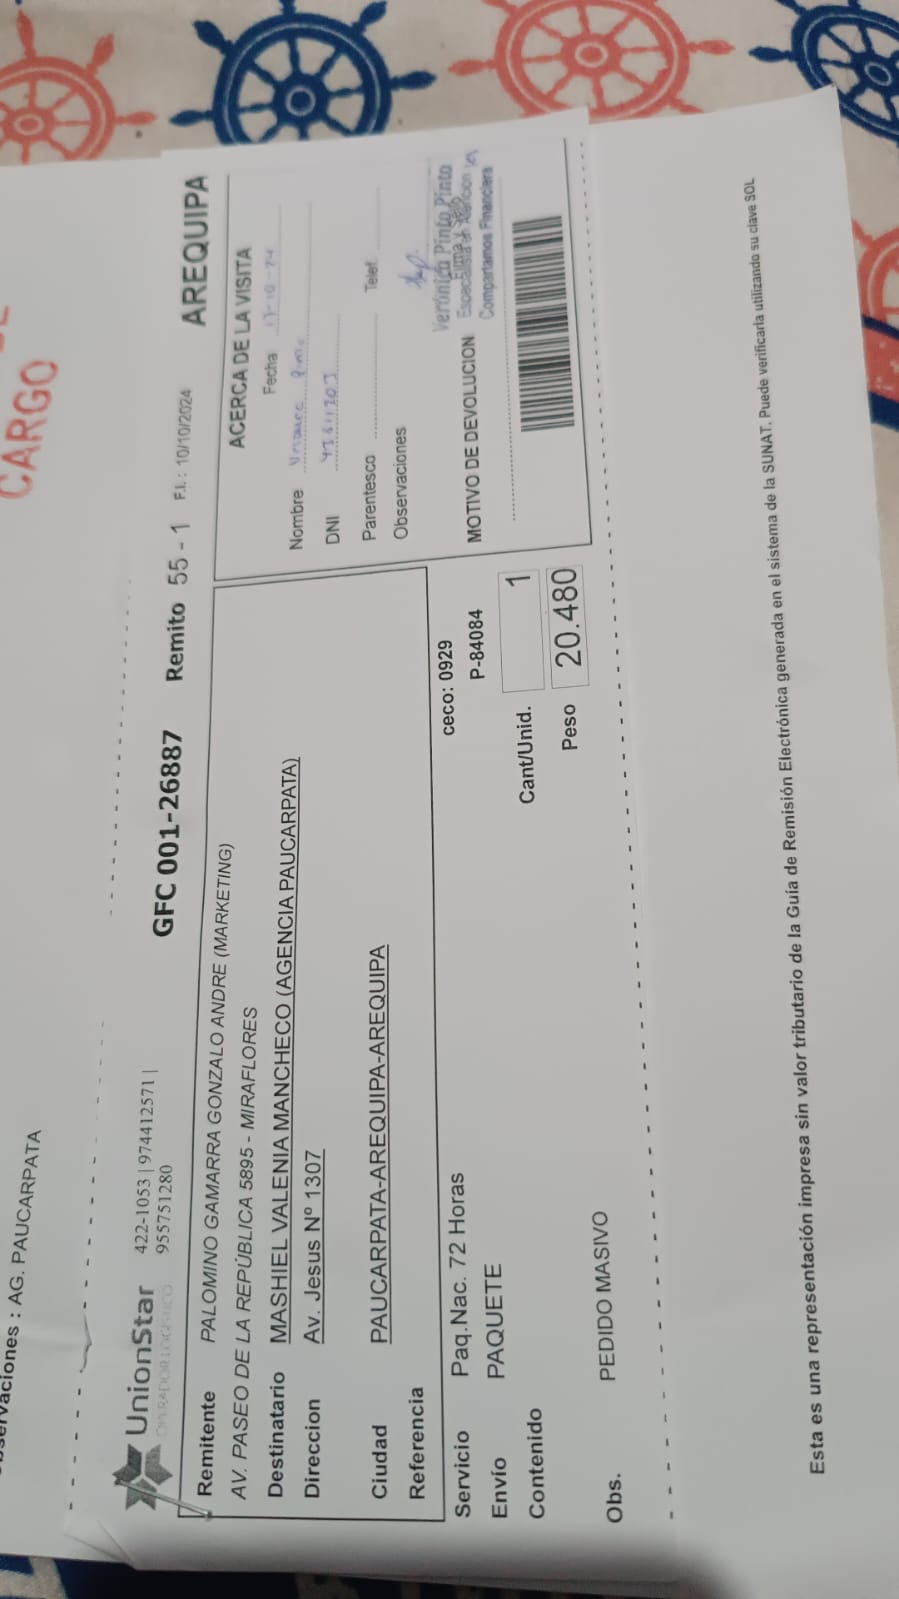 CARGO
: AG. PAUCARPATA
UnionStar
OPERADOR LOGISTICO
422-1053 | 974412571 |
955751280
GFC 001-26887
Remito 55 - 1
F.I.: 10/10/2024
AREQUIPA
Remitente PALOMINO GAMARRA GONZALO ANDRE (MARKETING)
AV. PASEO DE LA REPÚBLICA 5895 - MIRAFLORES
Destinatario MASHIEL VALENIA MANCHECO (AGENCIA PAUCARPATA)
Direccion Av. Jesus Nº 1307
Ciudad PAUCARPATA-AREQUIPA-AREQUIPA
Referencia
ACERCA DE LA VISITA
Fecha
Nombre
DNI
Parentesco Telef.
Observaciones
Verónica Pinto Pinto
Firma y Sello
Compartamos Financiera
MOTIVO DE DEVOLUCION
Servicio Paq.Nac. 72 Horas
ceco: 0929
Envío PAQUETE
P-84084
Contenido
Cant/Unid. 1
Peso 20.480
Obs. PEDIDO MASIVO
Esta es una representación impresa sin valor tributario de la Guía de Remisión Electrónica generada en el sistema de la SUNAT. Puede verificarla utilizando su clave SOL